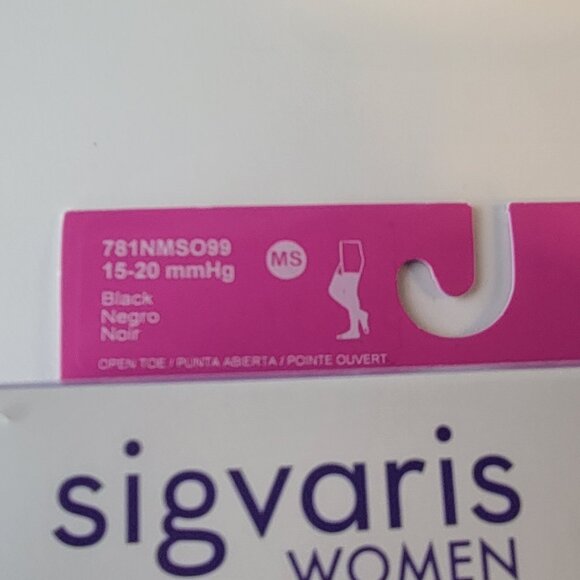 781NMSO99
15-20 mmHg
MS
Black
Negro
Noir
OPEN TOE / PUNTA ABIERTA / POINTE OUVERT
sigvaris
WOMEN